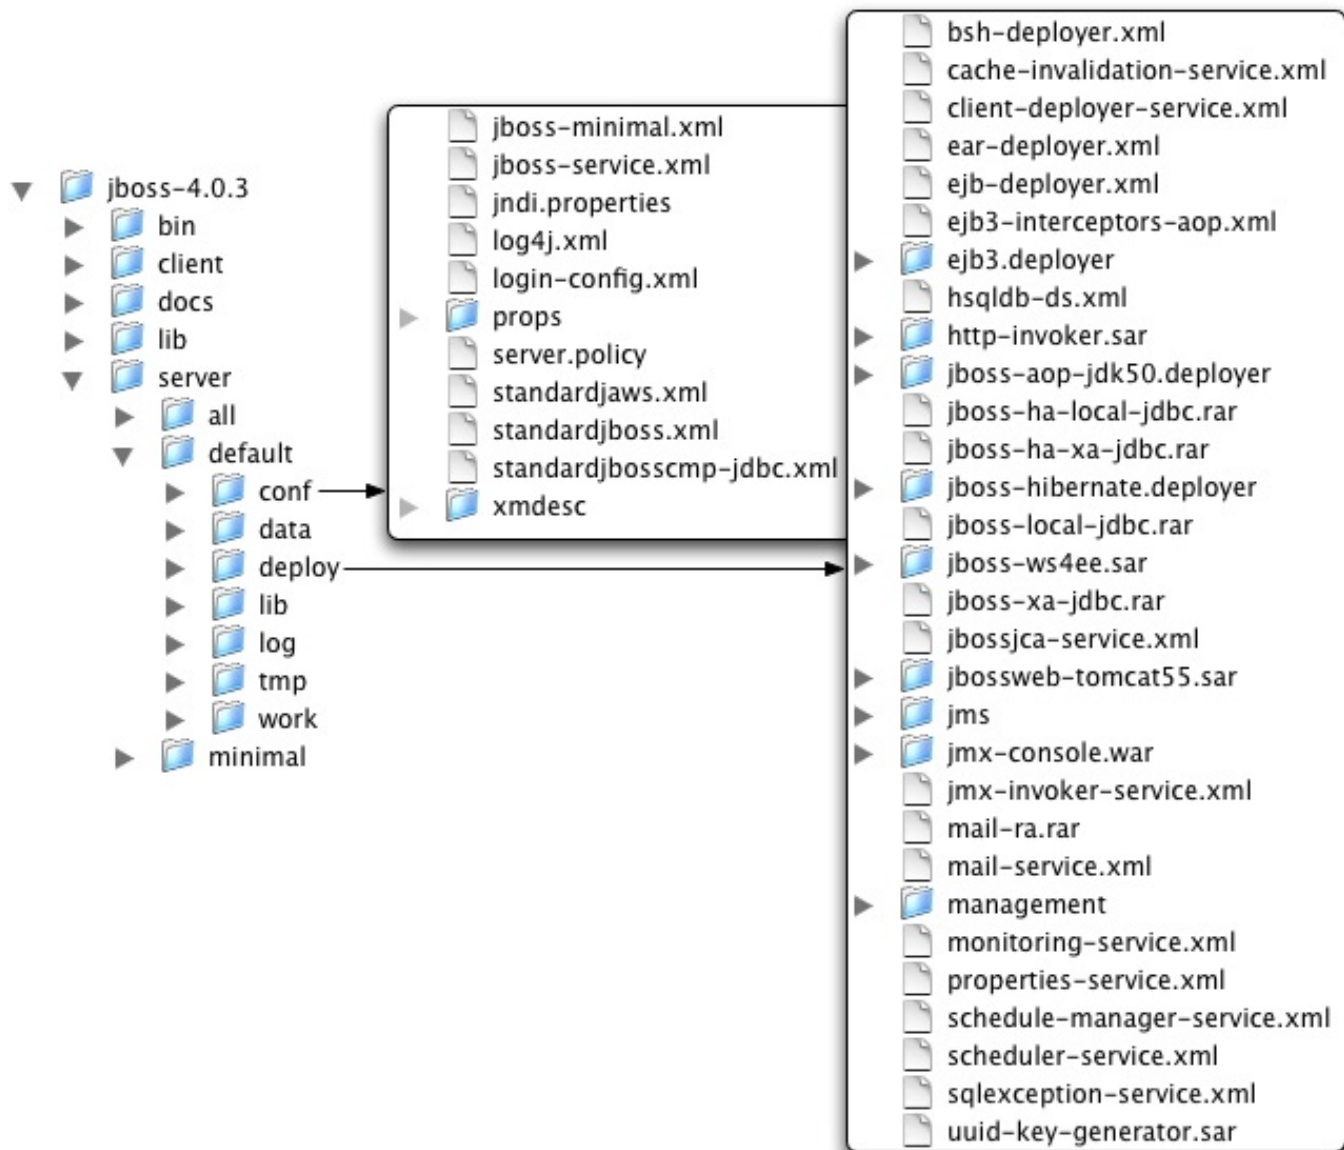 jboss-4.0.3
bin
client
docs
lib
server
all
default
conf
data
deploy
lib
log
tmp
work
minimal
jboss-minimal.xml
jboss-service.xml
jndi.properties
log4j.xml
login-config.xml
props
server.policy
standardjaws.xml
standardjboss.xml
standardjbosscmp-jdbc.xml
xmdesc
bsh-deployer.xml
cache-invalidation-service.xml
client-deployer-service.xml
ear-deployer.xml
ejb-deployer.xml
ejb3-interceptors-aop.xml
ejb3.deployer
hsqldb-ds.xml
http-invoker.sar
jboss-aop-jdk50.deployer
jboss-ha-local-jdbc.rar
jboss-ha-xa-jdbc.rar
jboss-hibernate.deployer
jboss-local-jdbc.rar
jboss-ws4ee.sar
jboss-xa-jdbc.rar
jbossjca-service.xml
jbossweb-tomcat55.sar
jms
jmx-console.war
jmx-invoker-service.xml
mail-ra.rar
mail-service.xml
management
monitoring-service.xml
properties-service.xml
schedule-manager-service.xml
scheduler-service.xml
sqlexception-service.xml
uuid-key-generator.sar